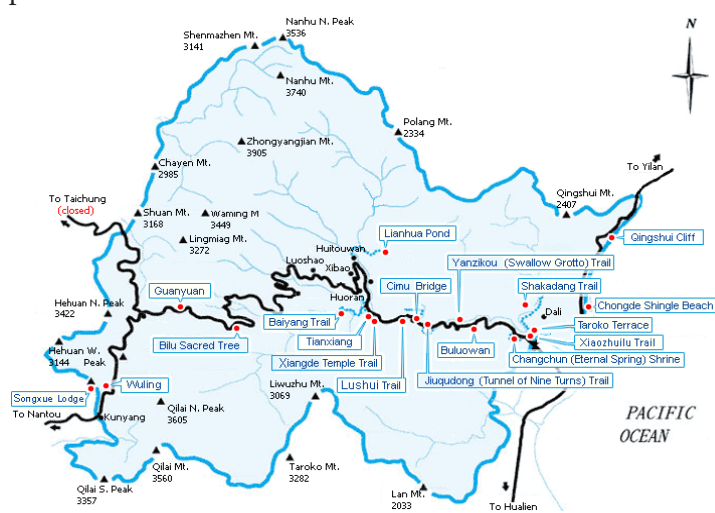 Nanhu N. Peak
3536
N
Shenmazhen Mt.
3141
Nanhu Mt.
3740
Polang Mt.
2334
Zhongyangjian Mt.
3905
Chayen Mt.
2985
To Yilan
Qingshui Mt.
2407
To Taichung
(closed)
Shuan Mt.
3168
Waming M
3449
Lianhua Pond
Qingshui Cliff
Lingmiag Mt.
3272
Huitouwan
Luoshao
Xibao
Yanzikou (Swallow Grotto) Trail
Cimu Bridge
Shakadang Trail
Guanyuan
Huoran
Hehuan N. Peak
3422
Chongde Shingle Beach
Dali
Baiyang Trail
Taroko Terrace
Bilu Sacred Tree
Tianxiang
Buluowan
Xiaozhuilu Trail
Hehuan W.
3144 Peak
Xiangde Temple Trail
Changchun (Eternal Spring) Shrine
Wuling
Lushui Trail
Jiuqudong (Tunnel of Nine Turns) Trail
Songxue Lodge
Liwuzhu Mt.
3069
To Nantou
Kunyang
Qilai N. Peak
3605
PACIFIC
OCEAN
Qilai Mt.
3560
Taroko Mt.
3282
Qilai S. Peak
3357
Lan Mt.
2033
To Hualien